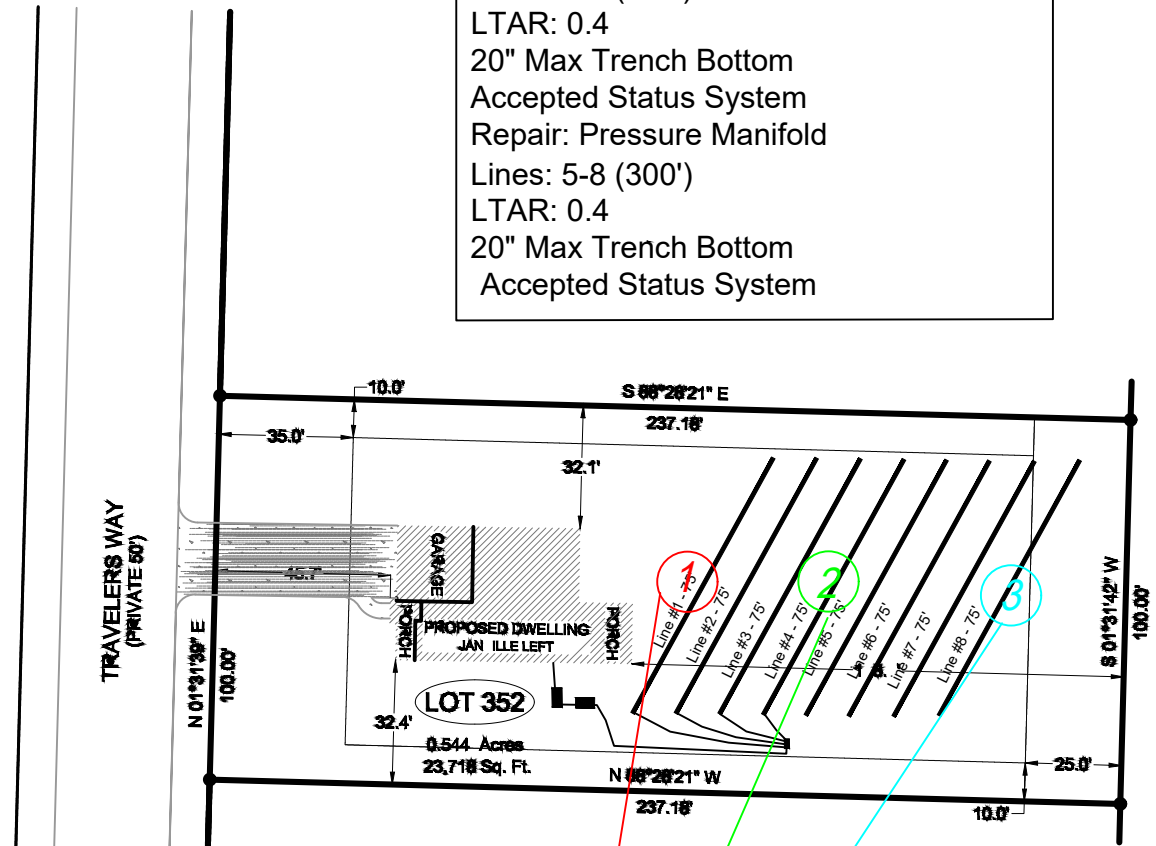 LTAR: 0.4
20" Max Trench Bottom
Accepted Status System
Repair: Pressure Manifold
Lines: 5-8 (300')
LTAR: 0.4
20" Max Trench Bottom
Accepted Status System
10.0'
S 88°28'21" E
237.18'
35.0'
32.1'
TRAVELERS WAY
(PRIVATE 50')
N 01°31'39" E
100.00'
GARAGE
PORCH
PROPOSED DWELLING
JAN ILLE LEFT
PORCH
1
2
3
Line #1 - 75'
Line #2 - 75'
Line #3 - 75'
Line #4 - 75'
Line #5 - 75'
Line #6 - 75'
Line #7 - 75'
Line #8 - 75'
S 01°31'42" W
100.00'
LOT 352
0.544 Acres
23,718 Sq. Ft.
32.4'
N 88°28'21" W
237.18'
25.0'
10.0'